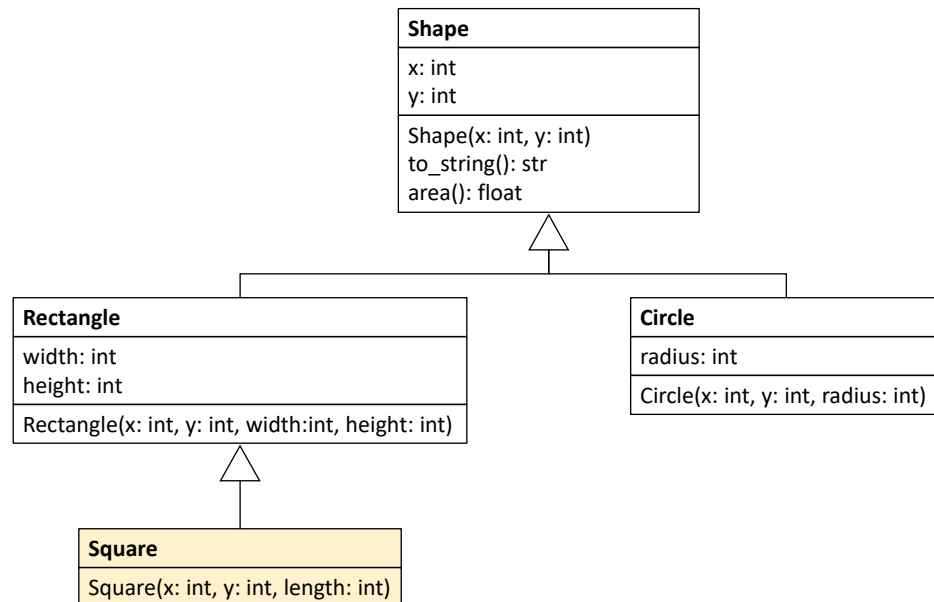 Shape
x: int
y: int
Shape(x: int, y: int)
to_string(): str
area(): float
Rectangle
width: int
height: int
Rectangle(x: int, y: int, width:int, height: int)
Circle
radius: int
Circle(x: int, y: int, radius: int)
Square
Square(x: int, y: int, length: int)